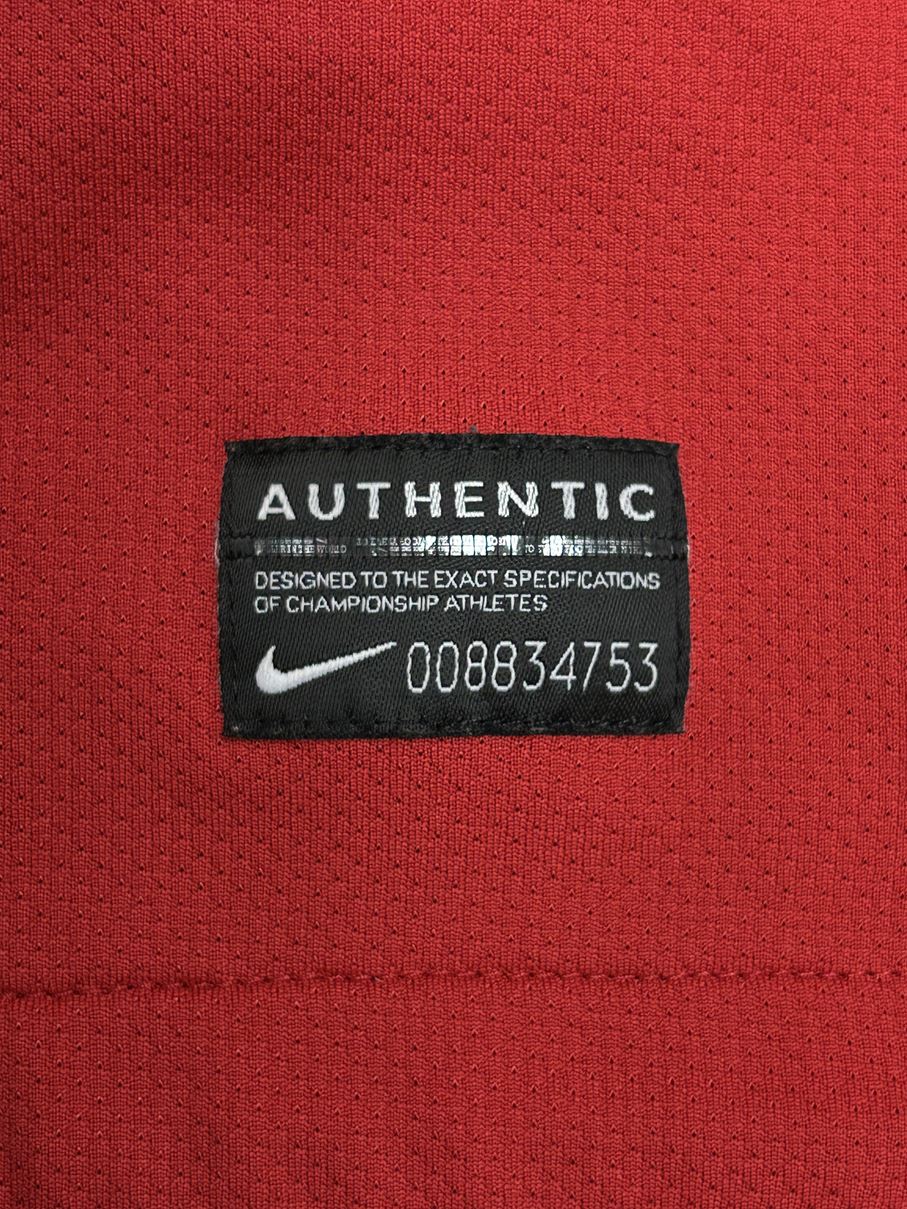 AUTHENTIC
DESIGNED TO THE EXACT SPECIFICATIONS
OF CHAMPIONSHIP ATHLETES
008834753